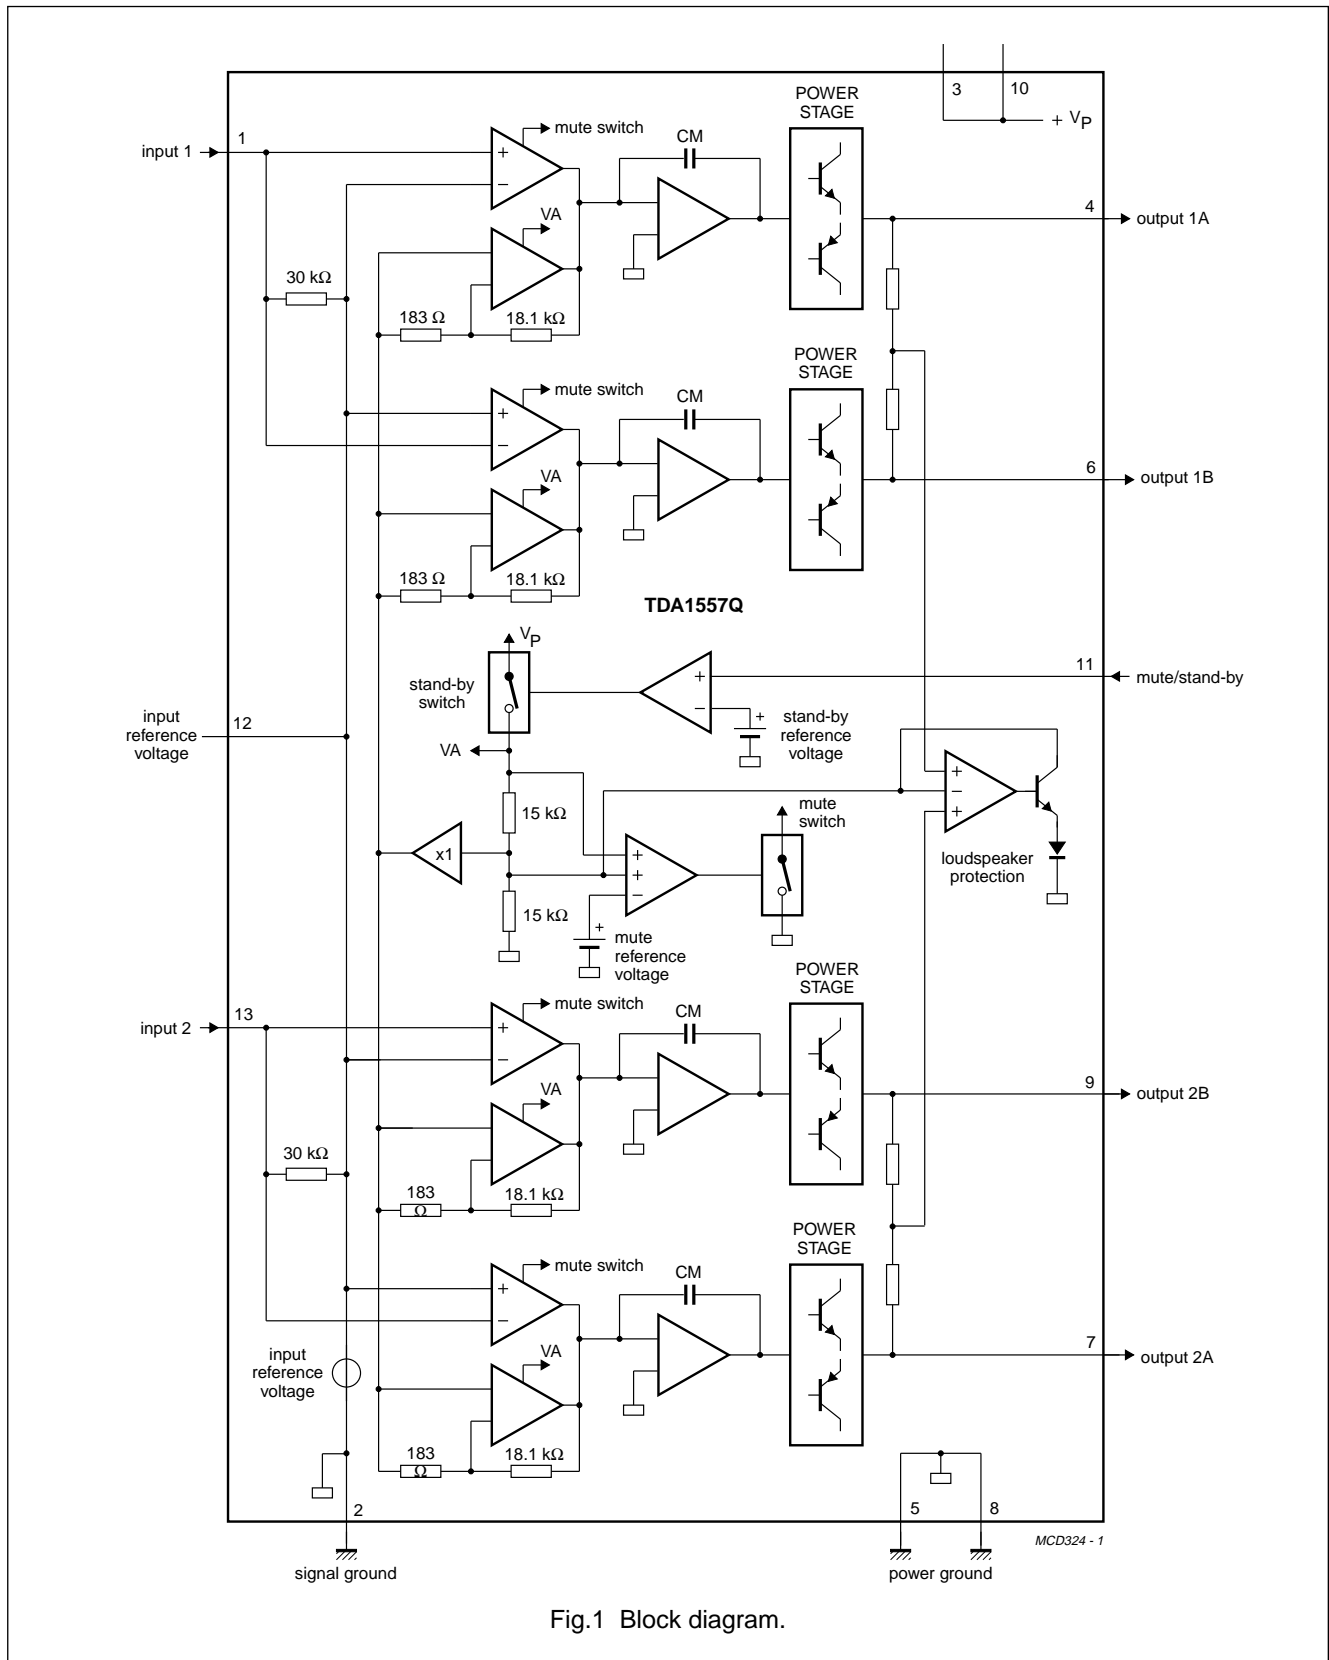 3
10
+ VP
POWER
STAGE
mute switch
CM
input 1
1
+
−
VA
4
output 1A
30 kΩ
183 Ω
18.1 kΩ
POWER
STAGE
mute switch
CM
+
−
VA
6
output 1B
183 Ω
18.1 kΩ
TDA1557Q
VP
stand-by
switch
+
−
11
mute/stand-by
+
stand-by
reference
voltage
input
reference
voltage
12
VA
15 kΩ
mute
switch
+
−
+
loudspeaker
protection
x1
+
+
−
15 kΩ
+
mute
reference
voltage
POWER
STAGE
mute switch
CM
input 2
13
+
−
VA
9
output 2B
30 kΩ
183
Ω
18.1 kΩ
POWER
STAGE
mute switch
CM
+
−
VA
7
output 2A
input
reference
voltage
183
Ω
18.1 kΩ
2
5
8
MCD324 - 1
signal ground
power ground
Fig.1 Block diagram.